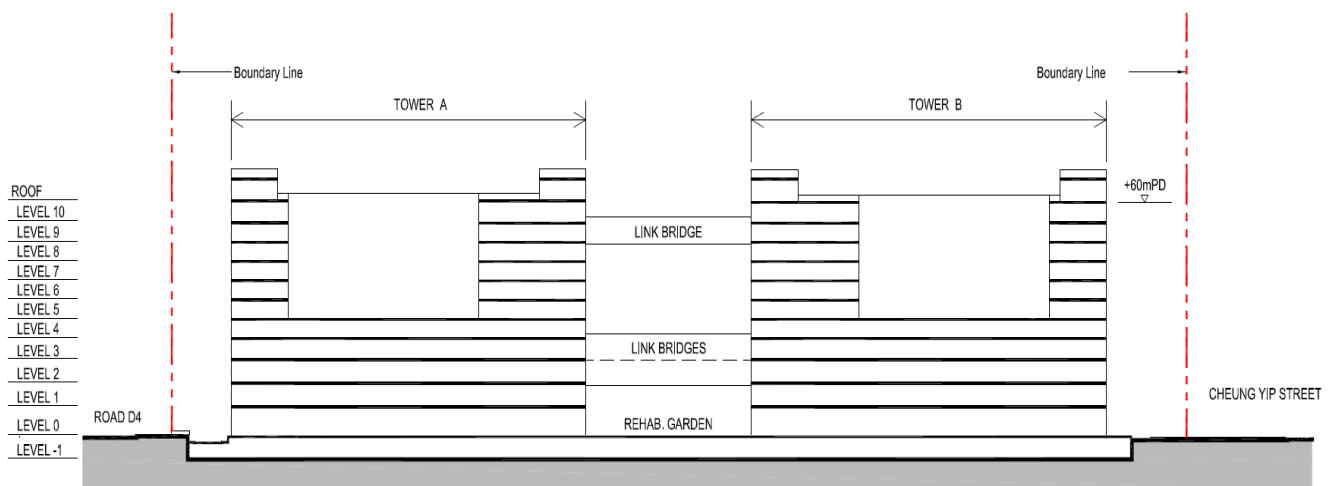 Boundary Line
Boundary Line
TOWER A
TOWER B
ROOF
+60mPD
LEVEL 10
LEVEL 9
LINK BRIDGE
LEVEL 8
LEVEL 7
LEVEL 6
LEVEL 5
LEVEL 4
LEVEL 3
LINK BRIDGES
LEVEL 2
LEVEL 1
CHEUNG YIP STREET
ROAD D4
LEVEL 0
REHAB. GARDEN
LEVEL -1